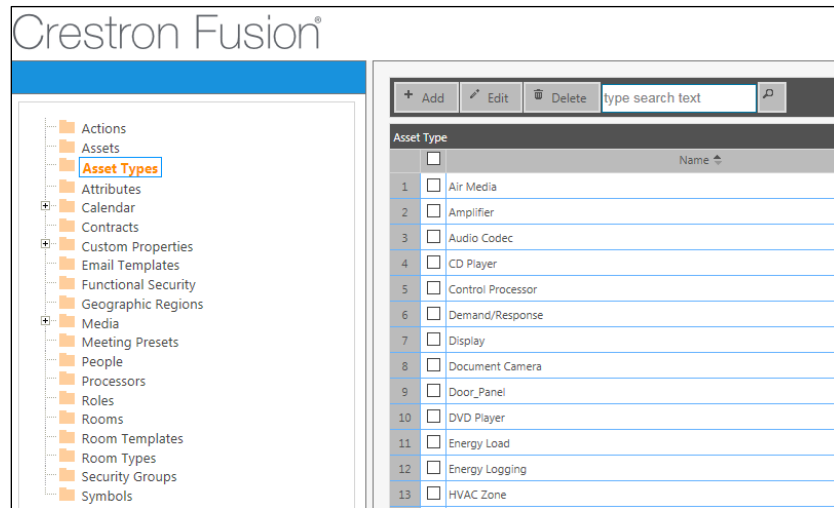 Crestron Fusion®
Actions
Assets
Asset Types
Attributes
Calendar
Contracts
Custom Properties
Email Templates
Functional Security
Geographic Regions
Media
Meeting Presets
People
Processors
Roles
Rooms
Room Templates
Room Types
Security Groups
Symbols
+ Add Edit Delete type search text
Asset Type
Name
1 Air Media
2 Amplifier
3 Audio Codec
4 CD Player
5 Control Processor
6 Demand/Response
7 Display
8 Document Camera
9 Door_Panel
10 DVD Player
11 Energy Load
12 Energy Logging
13 HVAC Zone